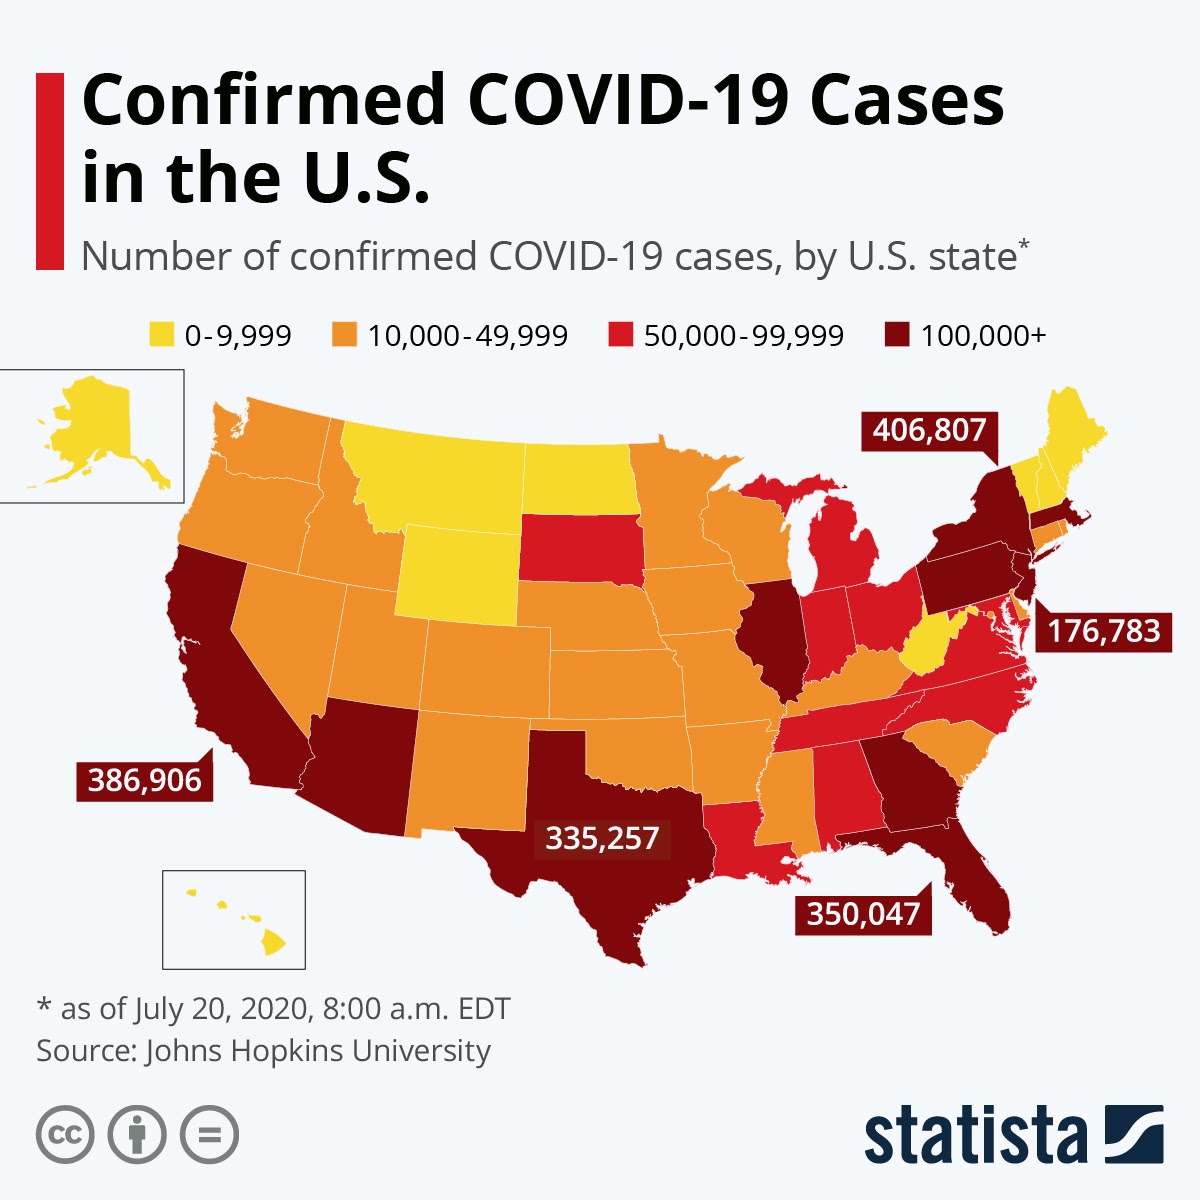 Confirmed COVID-19 Cases
in the U.S.
Number of confirmed COVID-19 cases, by U.S. state*
0-9,999
10,000-49,999
50,000-99,999
100,000+
406,807
176,783
386,906
335,257
350,047
* as of July 20, 2020, 8:00 a.m. EDT
Source: Johns Hopkins University
cc
statista